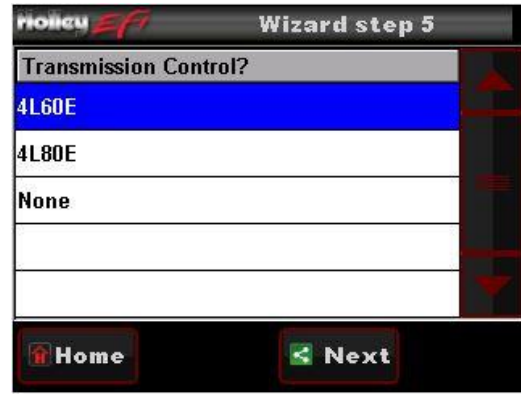 Holley EFI Wizard step 5
Transmission Control?
4L60E
4L80E
None
Home Next